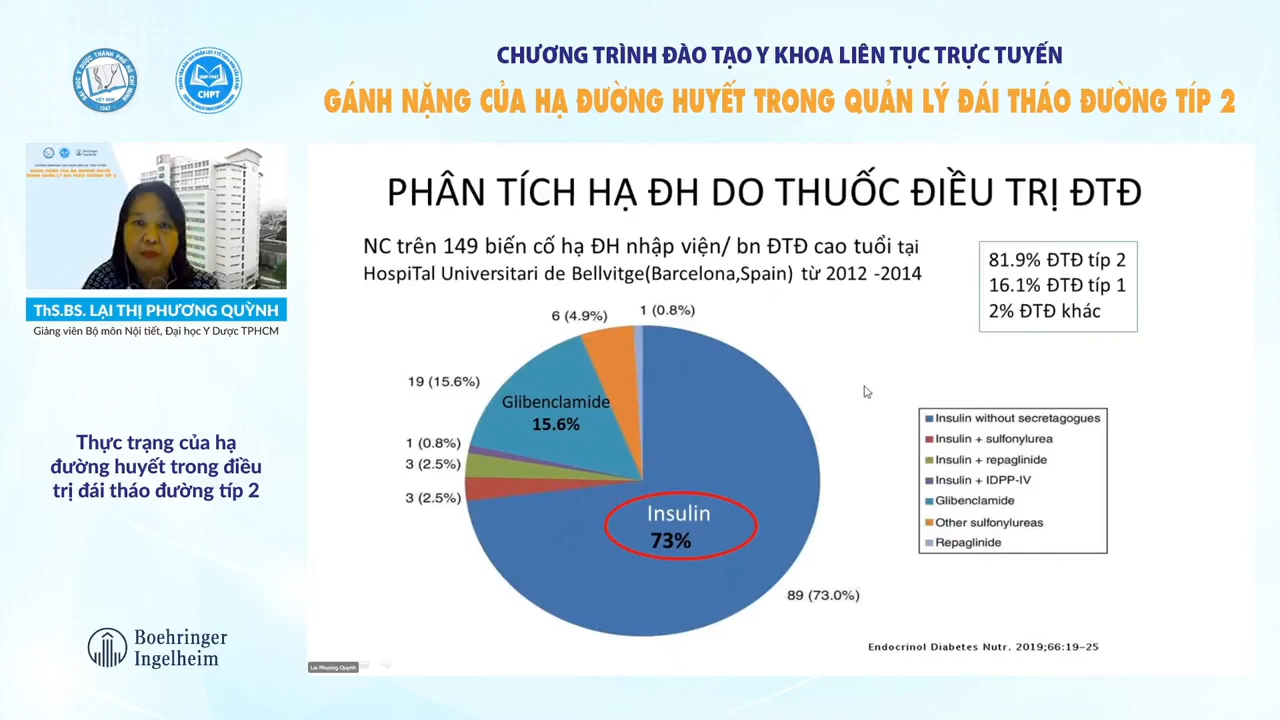 CHƯƠNG TRÌNH ĐÀO TẠO Y KHOA LIÊN TỤC TRỰC TUYẾN
GÁNH NẶNG CỦA HẠ ĐƯỜNG HUYẾT TRONG QUẢN LÝ ĐÁI THÁO ĐƯỜNG TÍP 2
CHPT
ThS.BS. LẠI THỊ PHƯƠNG QUỲNH
Giảng viên Bộ môn Nội tiết, Đại học Y Dược TPHCM
Thực trạng của hạ
đường huyết trong điều
trị đái tháo đường típ 2
Boehringer
Ingelheim
PHÂN TÍCH HẠ ĐH DO THUỐC ĐIỀU TRỊ ĐTĐ
NC trên 149 biến cố hạ ĐH nhập viện/ bn ĐTĐ cao tuổi tại
HospiTal Universitari de Bellvitge(Barcelona,Spain) từ 2012 -2014
81.9% ĐTĐ típ 2
16.1% ĐTĐ típ 1
2% ĐTĐ khác
1 (0.8%)
6 (4.9%)
19 (15.6%)
Glibenclamide
15.6%
1 (0.8%)
3 (2.5%)
3 (2.5%)
Insulin
73%
89 (73.0%)
Insulin without secretagogues
Insulin + sulfonylurea
Insulin + repaglinide
Insulin + IDPP-IV
Glibenclamide
Other sulfonylureas
Repaglinide
Endocrinol Diabetes Nutr. 2019;66:19–25
Lai Phuong Quynh